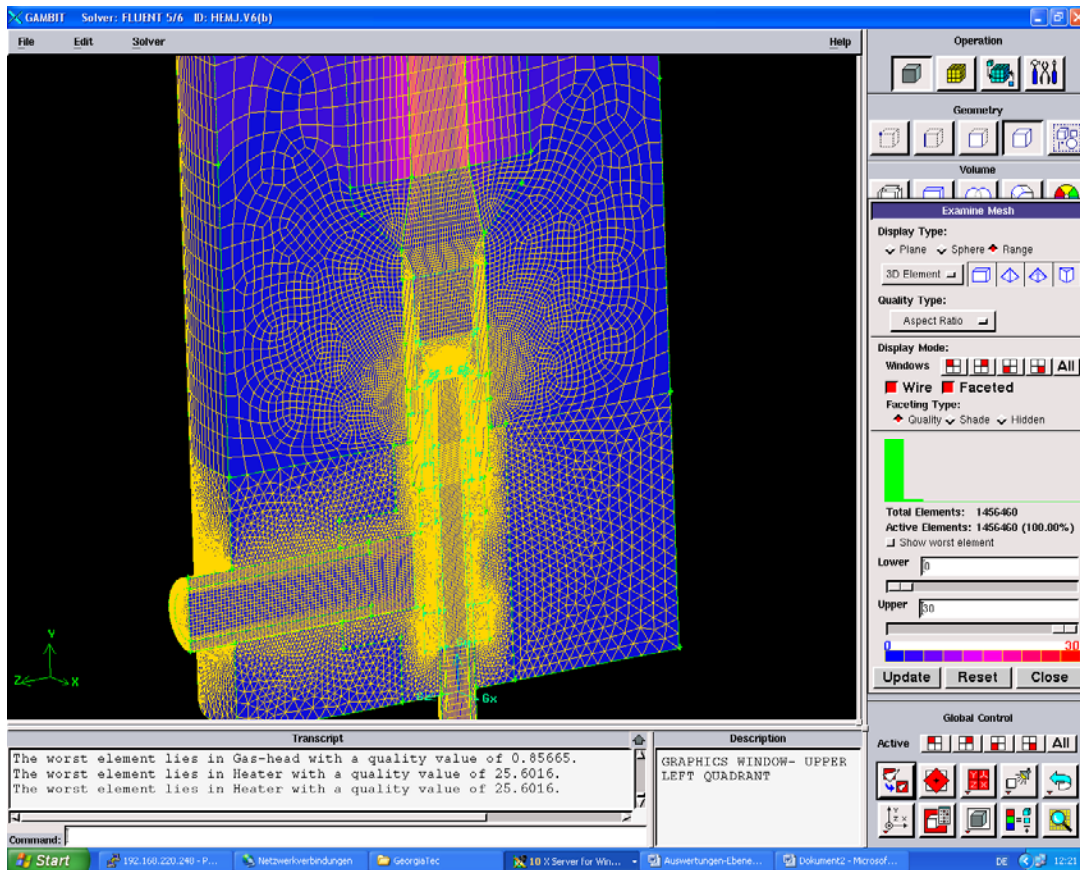 GAMBIT Solver: FLUENT 5/6 ID: HEMJ.V6(b)
File Edit Solver Help
Operation
Geometry
Volume
Examine Mesh
Display Type:
Plane Sphere Range
3D Element
Quality Type:
Aspect Ratio
Display Mode:
Windows All
Wire Faceted
Faceting Type:
Quality Shade Hidden
Total Elements: 1456460
Active Elements: 1456460 (100.00%)
Show worst element
Lower 0
Upper 30
0 30
Update Reset Close
Y
Z X
Gx
Global Control
Active All
Transcript
The worst element lies in Gas-head with a quality value of 0.85665.
The worst element lies in Heater with a quality value of 25.6016.
The worst element lies in Heater with a quality value of 25.6016.
Command:
Description
GRAPHICS WINDOW- UPPER
LEFT QUADRANT
Start 192.160.220.240 - P... Netzwerkverbindungen GeorgiaTec 10 X Server for Win... Auswertungen-Ebene... Dokument2 - Microsof... DE 12:21